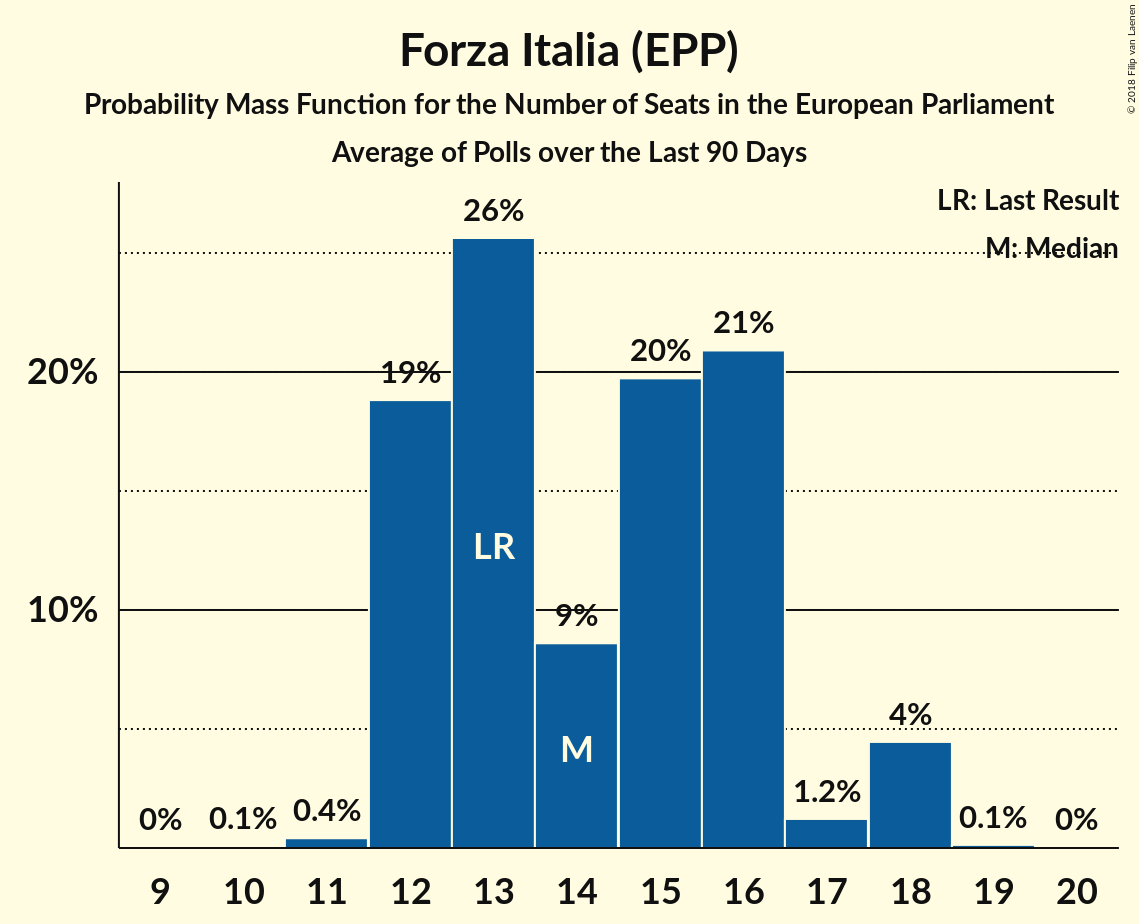 Forza Italia (EPP)
Probability Mass Function for the Number of Seats in the European Parliament
Average of Polls over the Last 90 Days
© 2018 Filip van Laenen
LR: Last Result
M: Median
20%
10%
0%
0.1%
0.4%
19%
26%
9%
20%
21%
1.2%
4%
0.1%
0%
LR
M
9 10 11 12 13 14 15 16 17 18 19 20